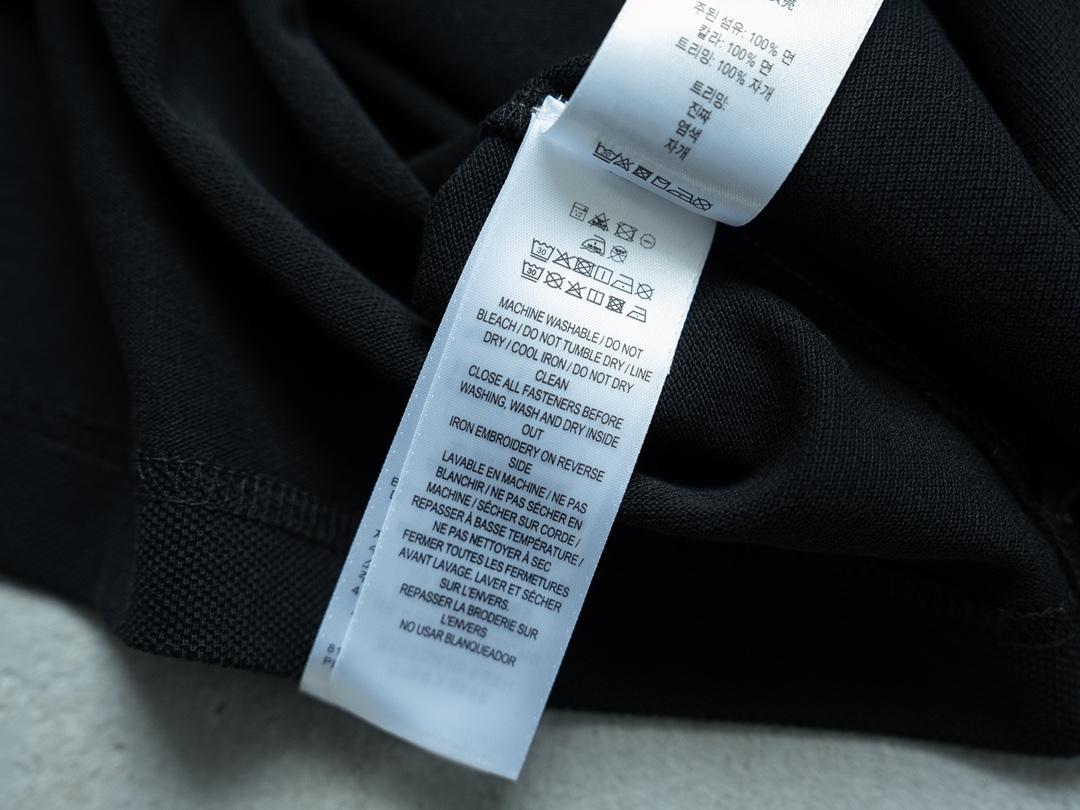 주된 섬유: 100% 면
칼라: 100% 면
트리밍: 100% 자개
트리밍:
진짜
염색
자개
30
30
MACHINE WASHABLE / DO NOT
BLEACH / DO NOT TUMBLE DRY / LINE
DRY / COOL IRON / DO NOT DRY
CLEAN
CLOSE ALL FASTENERS BEFORE
WASHING, WASH AND DRY INSIDE
OUT
IRON EMBROIDERY ON REVERSE
SIDE
LAVABLE EN MACHINE / NE PAS
BLANCHIR / NE PAS SÉCHER EN
MACHINE / SÉCHER SUR CORDE /
REPASSER À BASSE TEMPÉRATURE /
NE PAS NETTOYER À SEC
FERMER TOUTES LES FERMETURES
AVANT LAVAGE. LAVER ET SÉCHER
SUR L'ENVERS.
REPASSER LA BRODERIE SUR
L'ENVERS
NO USAR BLANQUEADOR